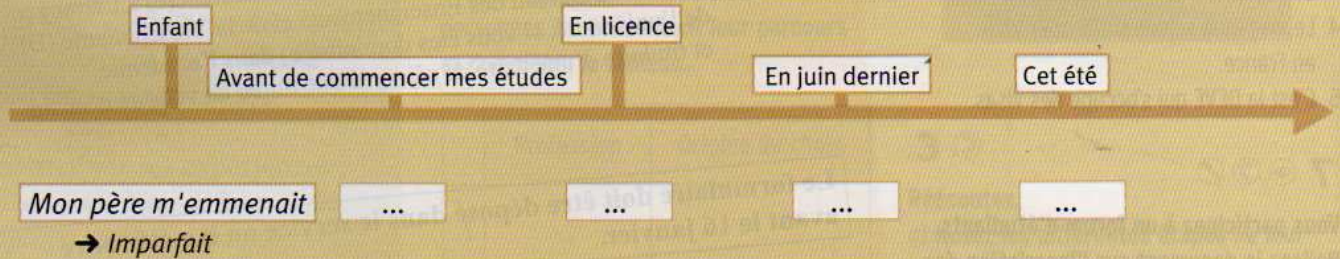 Enfant
En licence
Avant de commencer mes études
En juin dernier
Cet été
Mon père m'emmenait
...
...
...
...
➔ Imparfait